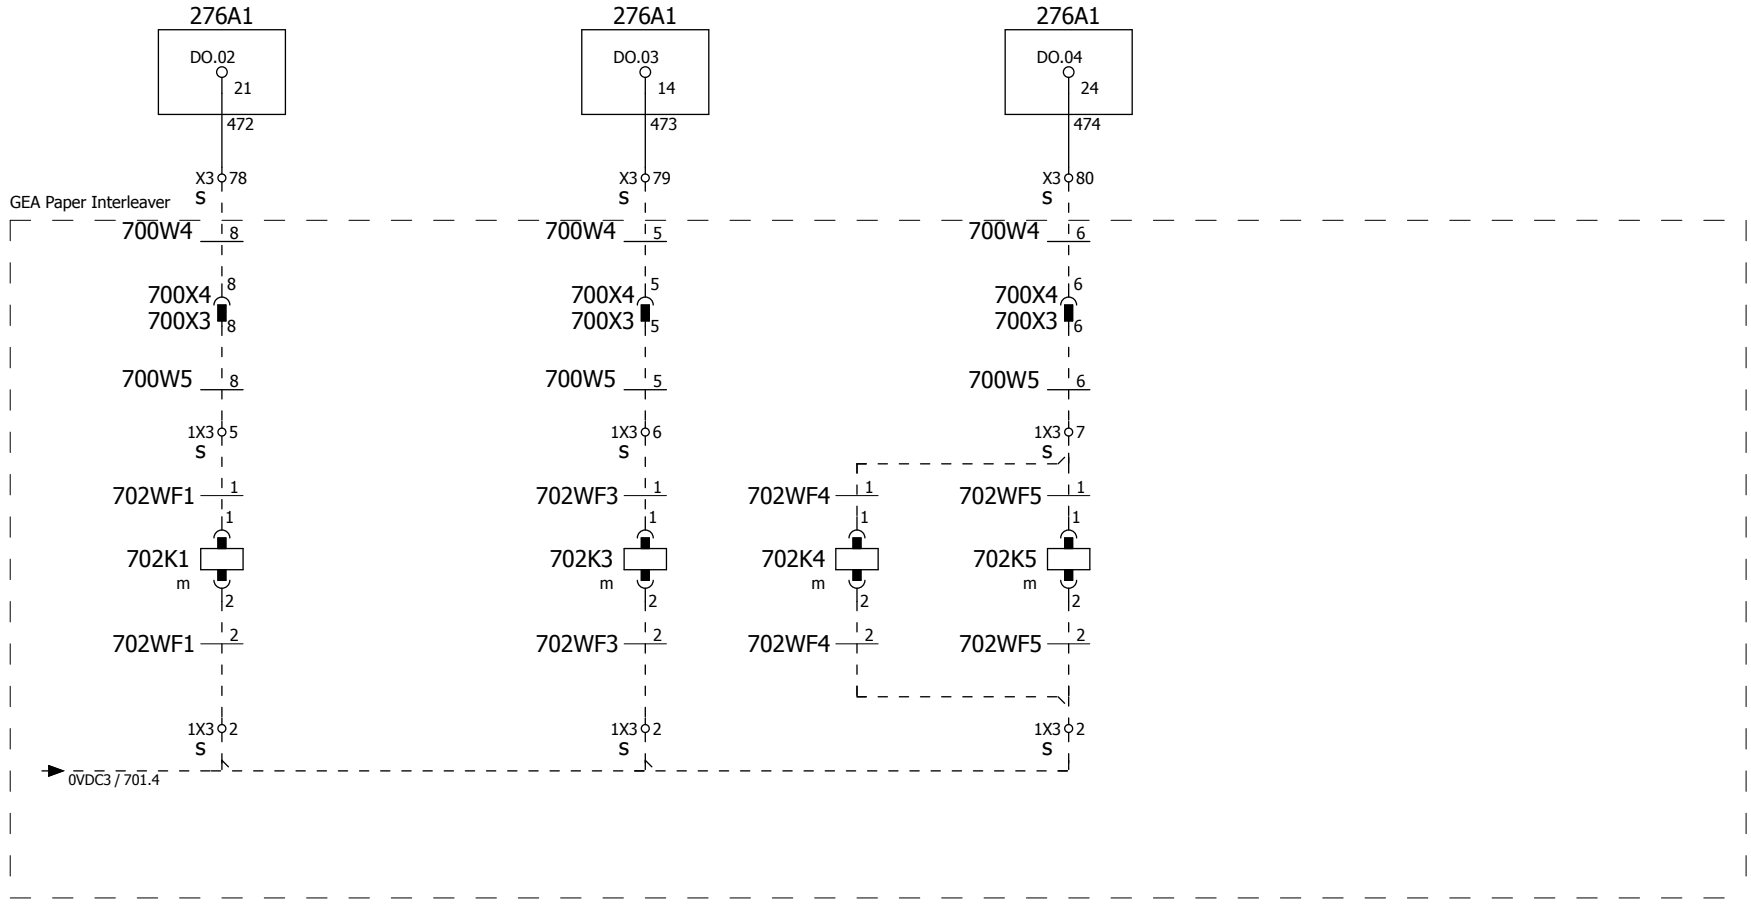 276A1 276A1 276A1
DO.02 DO.03 DO.04
21 14 24
472 473 474
X3 78 X3 79 X3 80
S S S
GEA Paper Interleaver
700W4 8 700W4 5 700W4 6
8 5 6
700X4 700X4 700X4
700X3 8 700X3 5 700X3 6
700W5 8 700W5 5 700W5 6
1X3 5 1X3 6 1X3 7
S S S
702WF1 1 702WF3 1 702WF4 1 702WF5 1
1 1 1 1
702K1 702K3 702K4 702K5
m m m m
2 2 2 2
702WF1 2 702WF3 2 702WF4 2 702WF5 2
1X3 2 1X3 2 1X3 2
S S S
0VDC3 / 701.4